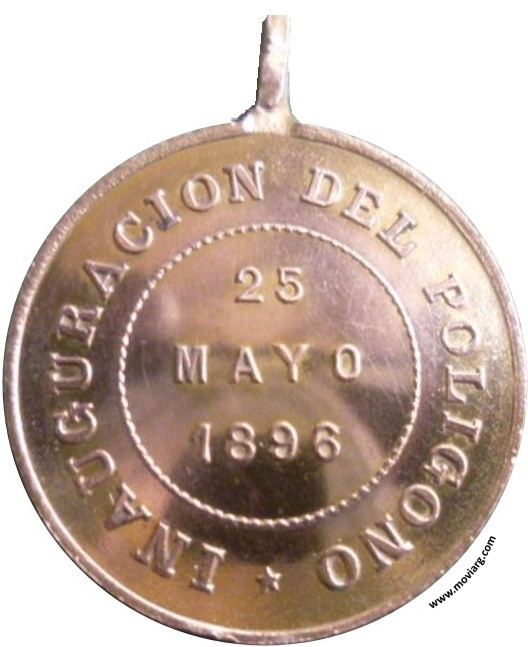 INAUGURACION DEL POLIGONO ★
25
MAYO
1896
www.moviarg.com